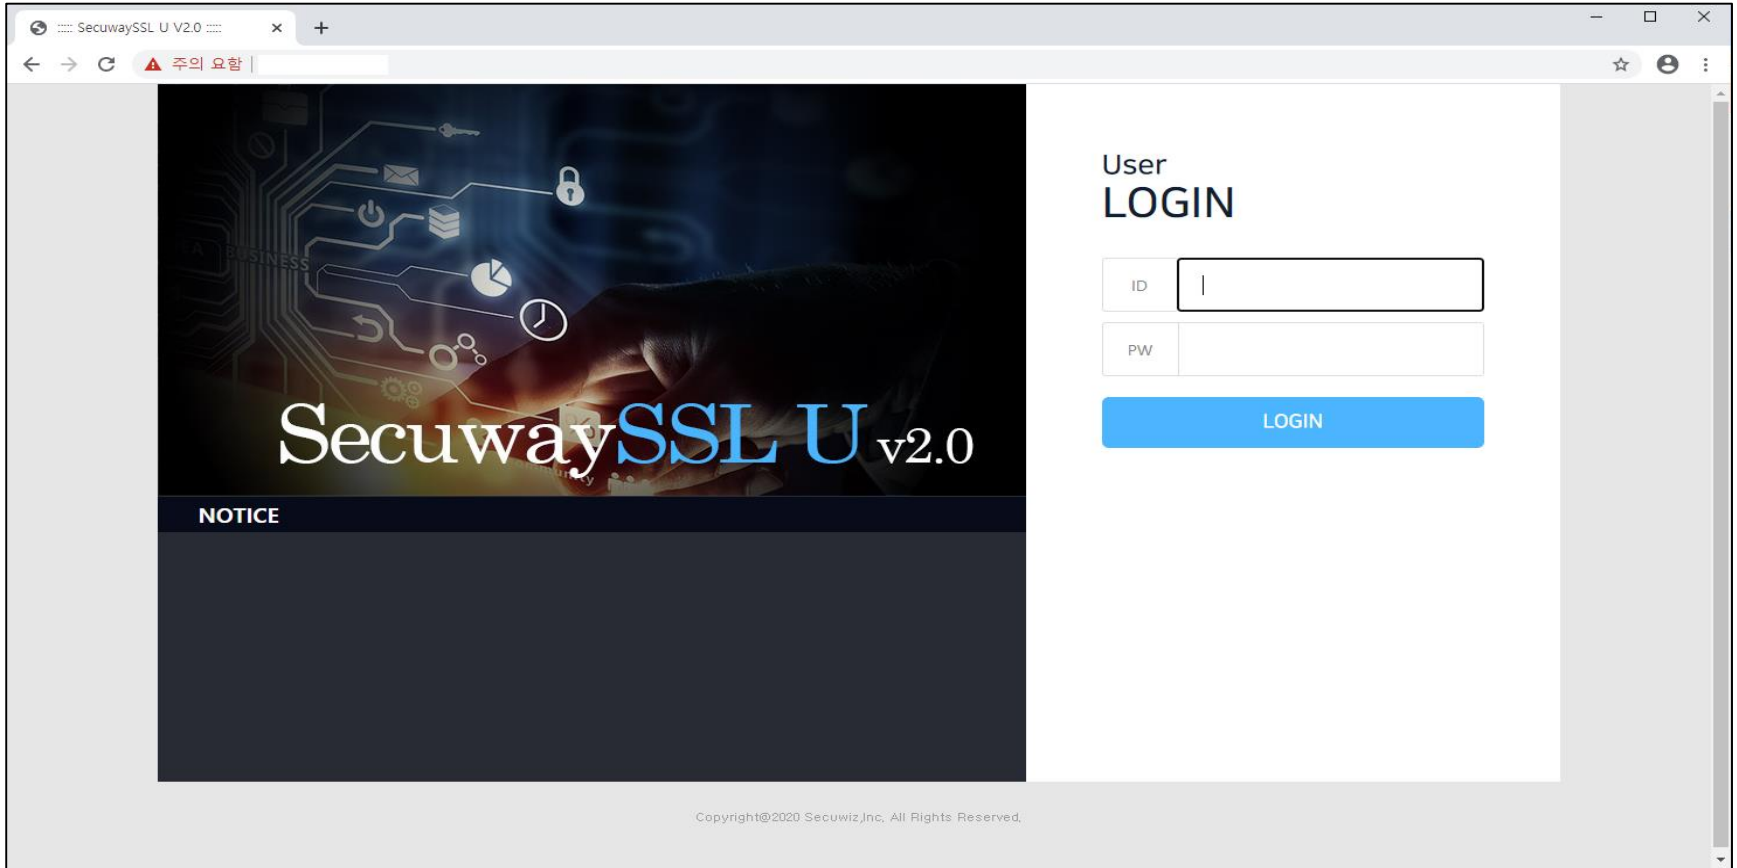 ::::: SecuwaySSL U V2.0 :::::
주의 요함
BUSINESS
SecuwaySSL U v2.0
NOTICE
User
LOGIN
ID
PW
LOGIN
Copyright@2020 Secuwiz,Inc, All Rights Reserved,